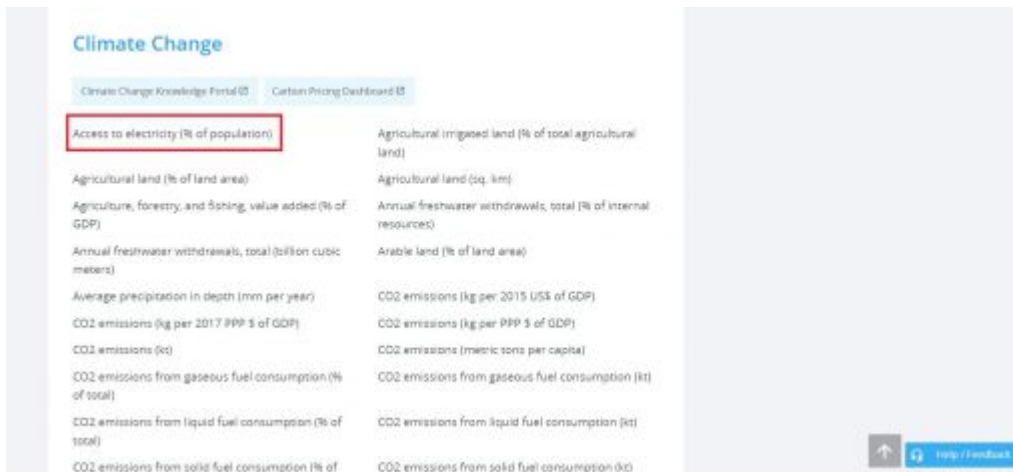 Climate Change
Climate Change Knowledge Portal
Carbon Pricing Dashboard
Access to electricity (% of population)
Agricultural irrigated land (% of total agricultural
land)
Agricultural land (% of land area)
Agricultural land (sq. km)
Agriculture, forestry, and fishing, value added (% of
GDP)
Annual freshwater withdrawals, total (% of internal
resources)
Annual freshwater withdrawals, total (billion cubic
meters)
Arable land (% of land area)
Average precipitation in depth (mm per year)
CO2 emissions (kg per 2015 US$ of GDP)
CO2 emissions (kg per 2017 PPP $ of GDP)
CO2 emissions (kg per PPP $ of GDP)
CO2 emissions (kt)
CO2 emissions (metric tons per capita)
CO2 emissions from gaseous fuel consumption (%
of total)
CO2 emissions from gaseous fuel consumption (kt)
CO2 emissions from liquid fuel consumption (% of
total)
CO2 emissions from liquid fuel consumption (kt)
CO2 emissions from solid fuel consumption (% of
CO2 emissions from solid fuel consumption (kt)
Help / Feedback